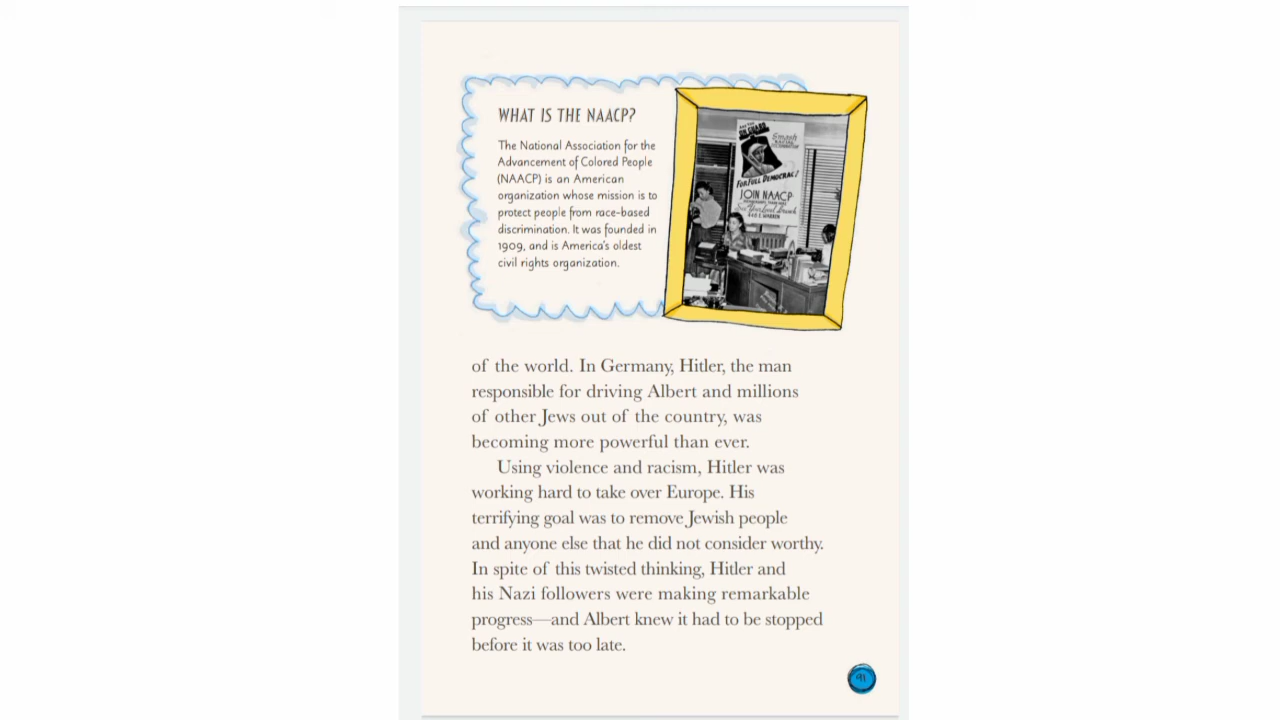 WHAT IS THE NAACP?
The National Association for the
Advancement of Colored People
(NAACP) is an American
organization whose mission is to
protect people from race-based
discrimination. It was founded in
1909, and is America's oldest
civil rights organization.
ON GUARD
Smash
FOR FULL DEMOCRACY
JOIN NAACP
of the world. In Germany, Hitler, the man
responsible for driving Albert and millions
of other Jews out of the country, was
becoming more powerful than ever.
Using violence and racism, Hitler was
working hard to take over Europe. His
terrifying goal was to remove Jewish people
and anyone else that he did not consider worthy.
In spite of this twisted thinking, Hitler and
his Nazi followers were making remarkable
progress—and Albert knew it had to be stopped
before it was too late.
91